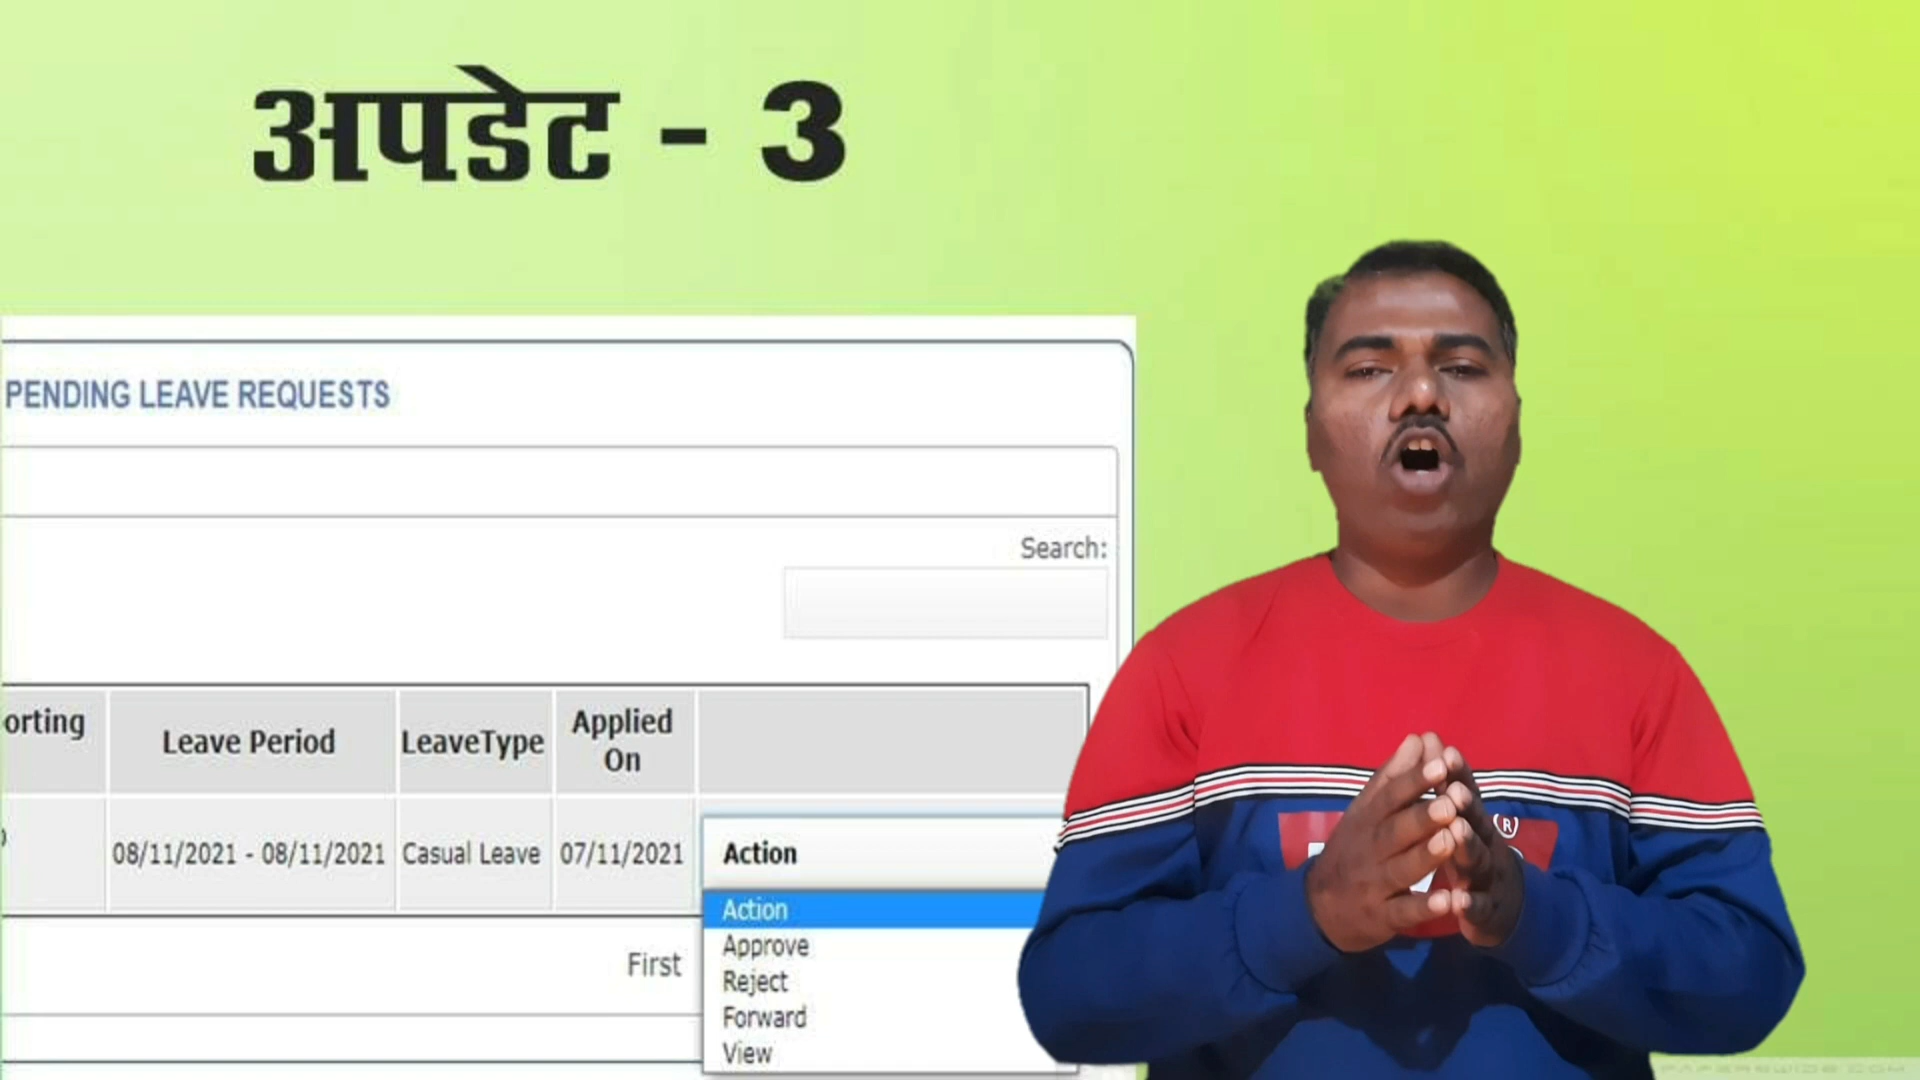 अपडेट - 3
PENDING LEAVE REQUESTS
Search:
orting
Leave Period
LeaveType
Applied
On
08/11/2021 - 08/11/2021
Casual Leave
07/11/2021
Action
Action
Approve
Reject
Forward
View
First
®